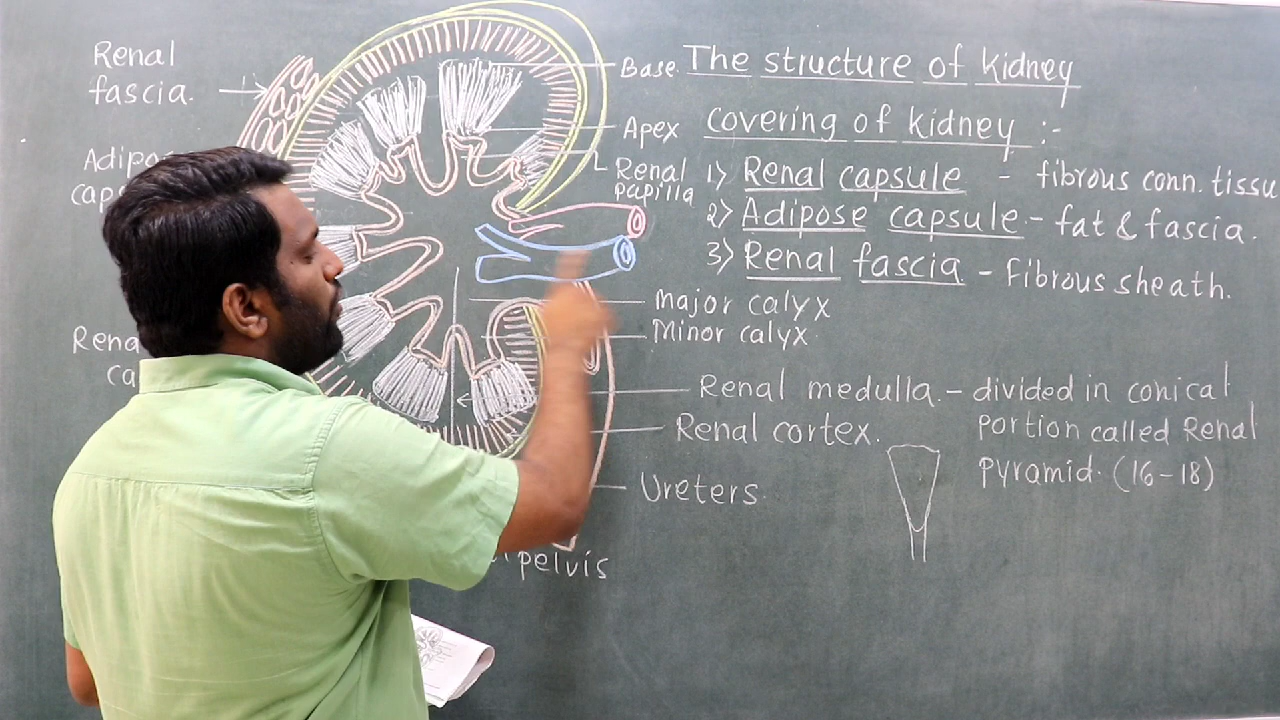 Renal
fascia.
Base.
Apex
Renal
papilla
The structure of kidney
covering of kidney :-
1) Renal capsule - fibrous conn. tissu
2) Adipose capsule - fat & fascia.
3) Renal fascia - Fibrous sheath.
Major calyx
Minor calyx.
Renal medulla. - divided in conical
portion called Renal
pyramid. (16-18)
Renal cortex.
Ureters.
pelvis